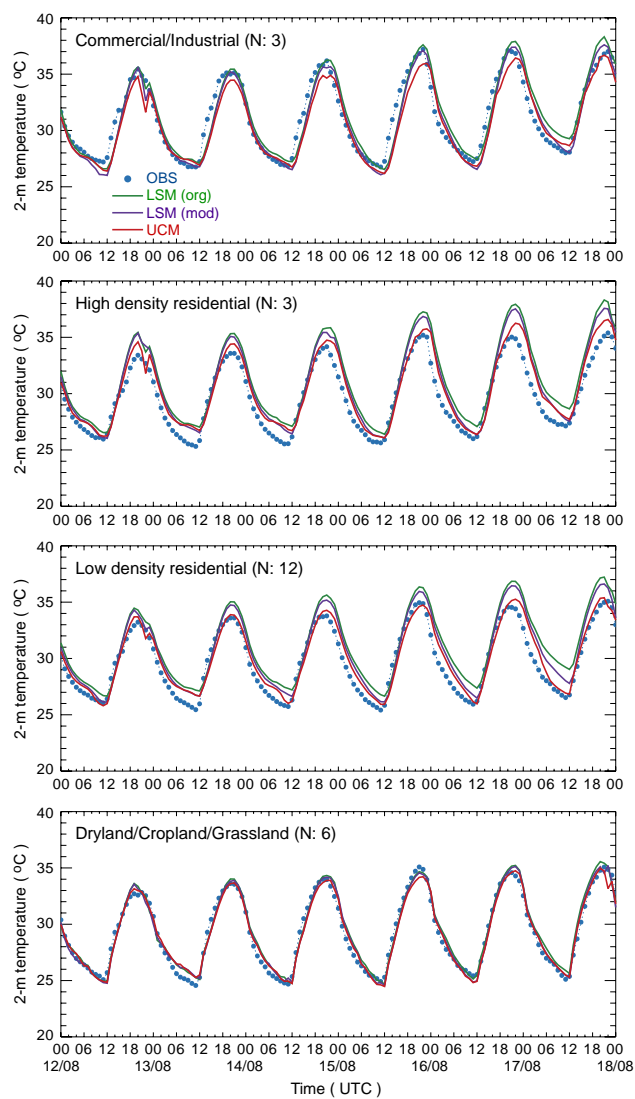 Commercial/Industrial (N: 3)
2-m temperature ( ºC)
40
35
30
25
20
OBS
LSM (org)
LSM (mod)
UCM
00 06 12 18 00 06 12 18 00 06 12 18 00 06 12 18 00 06 12 18 00 06 12 18 00
High density residential (N: 3)
2-m temperature ( ºC)
40
35
30
25
20
00 06 12 18 00 06 12 18 00 06 12 18 00 06 12 18 00 06 12 18 00 06 12 18 00
Low density residential (N: 12)
2-m temperature ( ºC)
40
35
30
25
20
00 06 12 18 00 06 12 18 00 06 12 18 00 06 12 18 00 06 12 18 00 06 12 18 00
Dryland/Cropland/Grassland (N: 6)
2-m temperature ( ºC)
40
35
30
25
20
00 06 12 18 00 06 12 18 00 06 12 18 00 06 12 18 00 06 12 18 00 06 12 18 00
12/08 13/08 14/08 15/08 16/08 17/08 18/08
Time ( UTC )